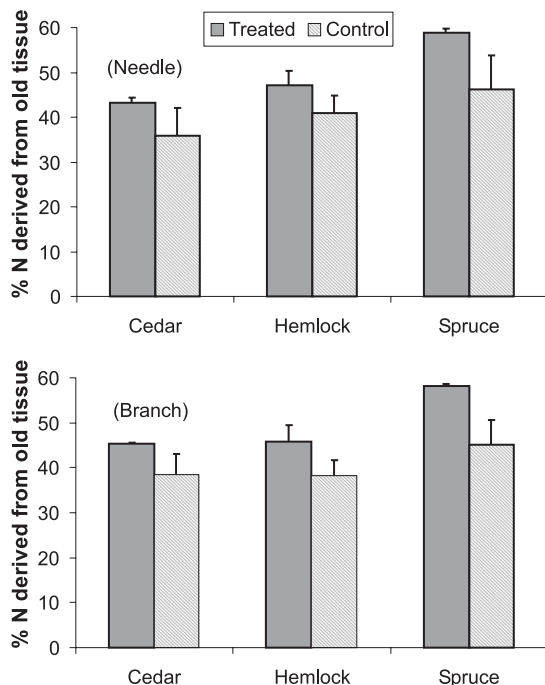 60
Treated Control
50
(Needle)
40
30
20
10
0
% N derived from old tissue
Cedar Hemlock Spruce
60
(Branch)
50
40
30
20
10
0
% N derived from old tissue
Cedar Hemlock Spruce